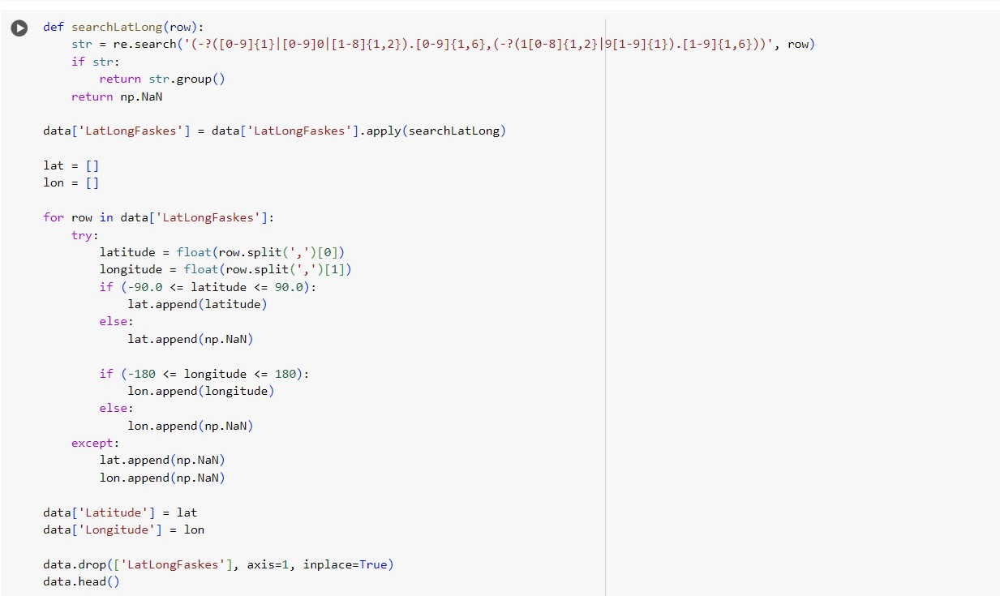 def searchLatLong(row):
    str = re.search('(-?([0-9]{1}|[0-9]0|[1-8]{1,2}).[0-9]{1,6},(-?(1[0-8]{1,2}|9[1-9]{1}).[1-9]{1,6}))', row)
    if str:
        return str.group()
    return np.NaN

data['LatLongFaskes'] = data['LatLongFaskes'].apply(searchLatLong)

lat = []
lon = []

for row in data['LatLongFaskes']:
    try:
        latitude = float(row.split(',')[0])
        longitude = float(row.split(',')[1])
        if (-90.0 <= latitude <= 90.0):
            lat.append(latitude)
        else:
            lat.append(np.NaN)

        if (-180 <= longitude <= 180):
            lon.append(longitude)
        else:
            lon.append(np.NaN)
    except:
        lat.append(np.NaN)
        lon.append(np.NaN)

data['Latitude'] = lat
data['Longitude'] = lon

data.drop(['LatLongFaskes'], axis=1, inplace=True)
data.head()